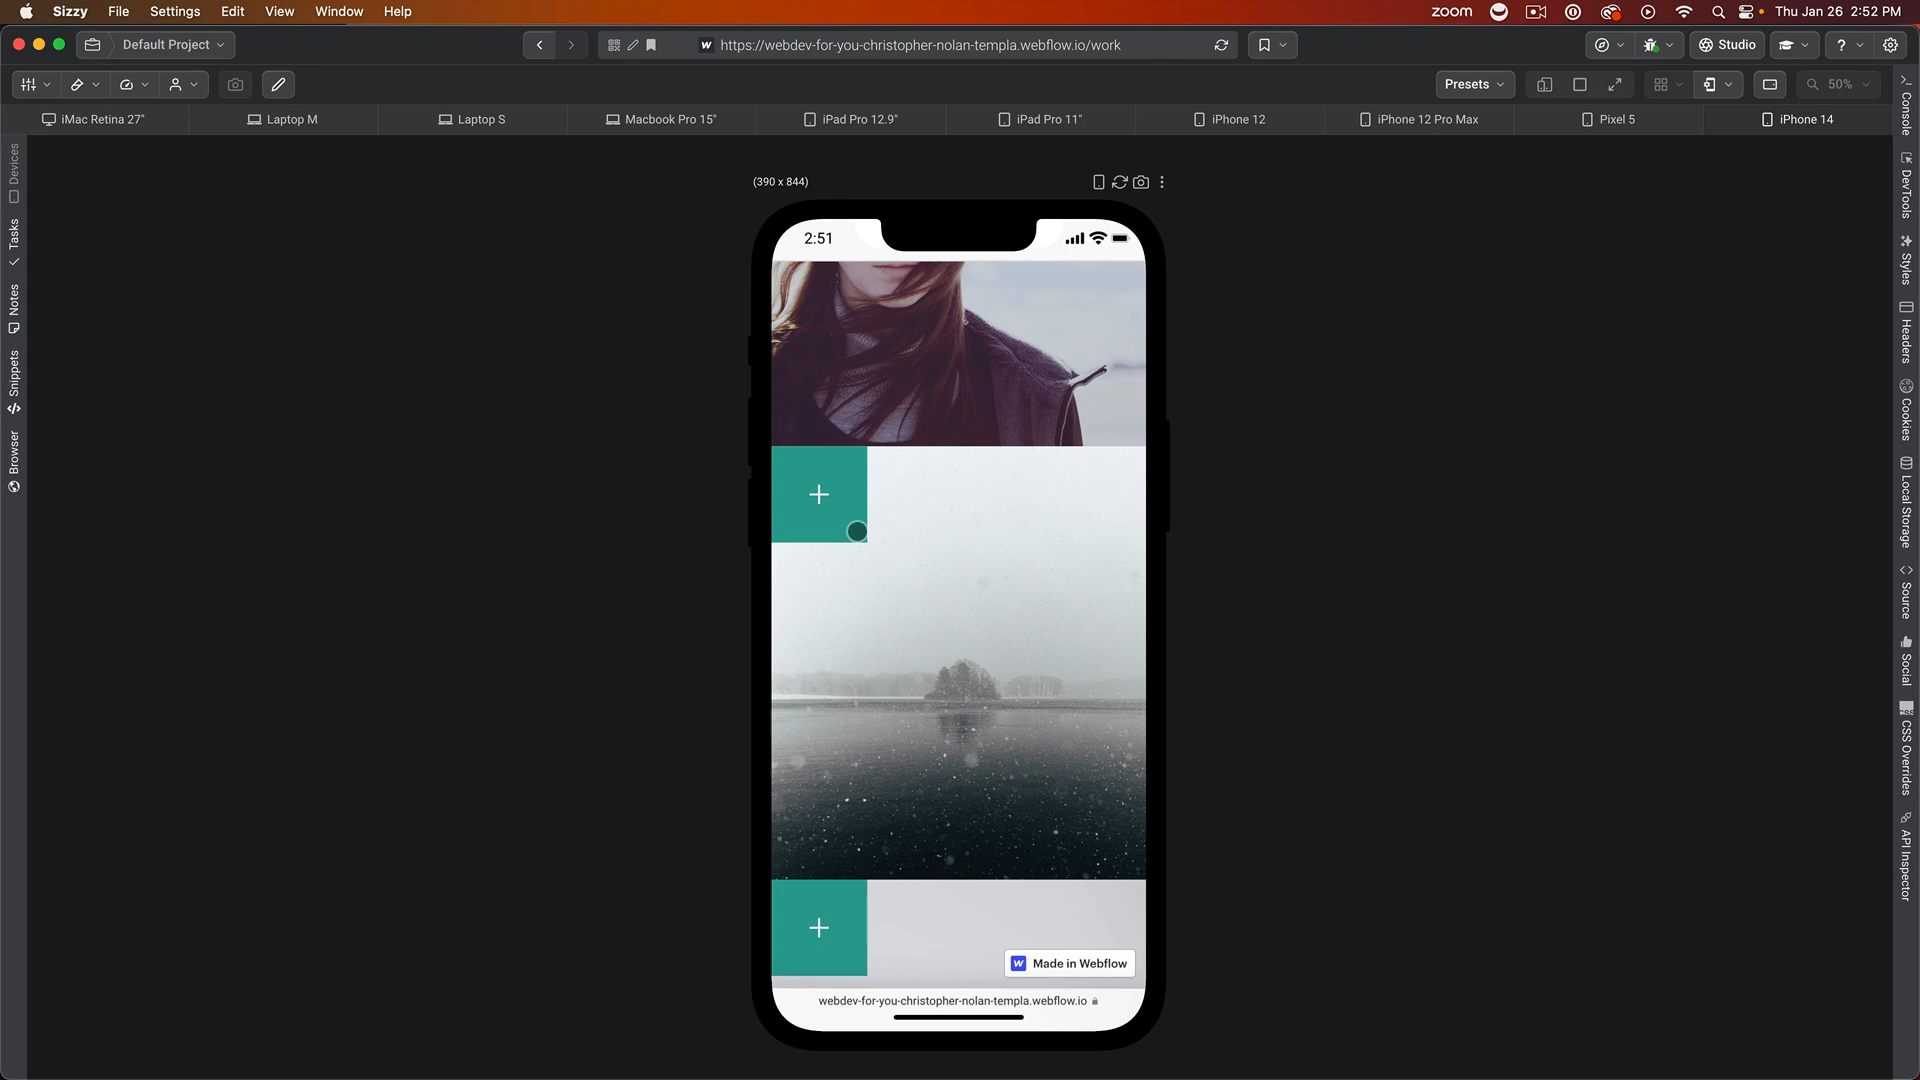 Sizzy File Settings Edit View Window Help zoom Thu Jan 26 2:52 PM
Default Project https://webdev-for-you-christopher-nolan-templa.webflow.io/work Studio ?
Presets 50%
iMac Retina 27" Laptop M Laptop S Macbook Pro 15" iPad Pro 12.9" iPad Pro 11" iPhone 12 iPhone 12 Pro Max Pixel 5 iPhone 14
Devices
Tasks
Notes
Snippets
Browser
(390 x 844)
2:51
W Made in Webflow
webdev-for-you-christopher-nolan-templa.webflow.io
Console
DevTools
Styles
Headers
Cookies
Local Storage
Source
Social
CSS Overrides
API Inspector